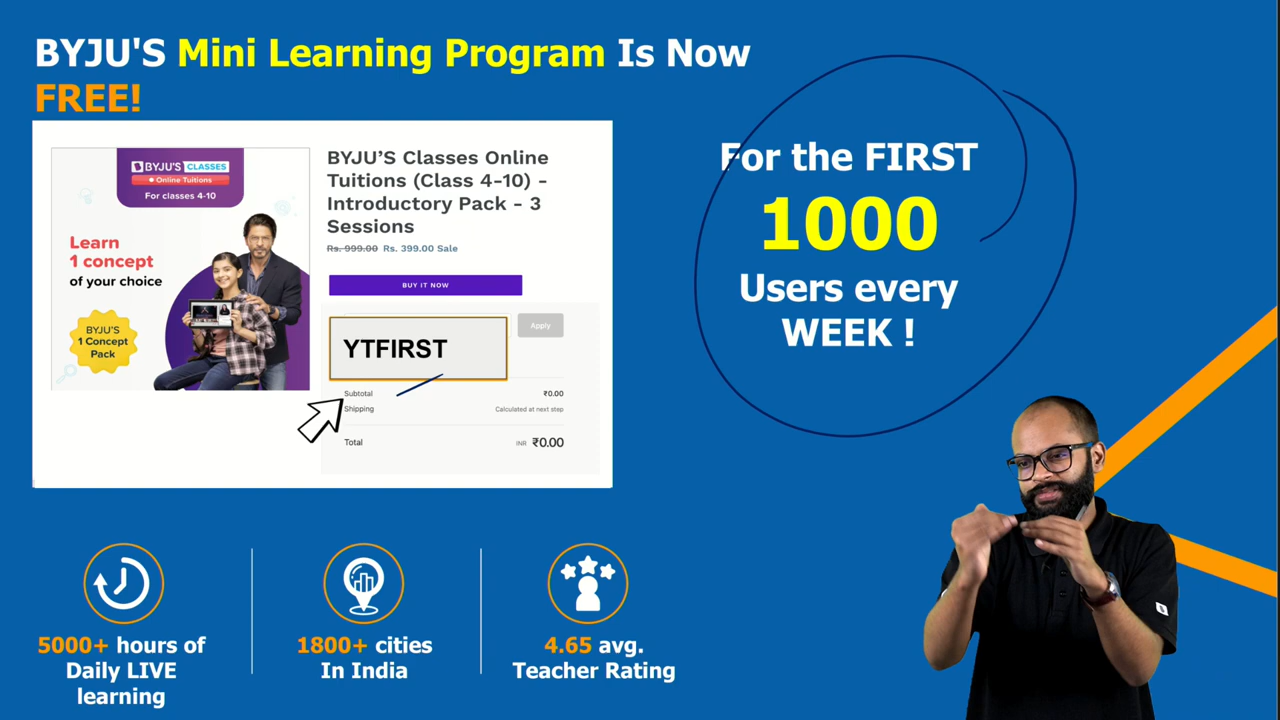 BYJU'S Mini Learning Program Is Now
FREE!
BYJU'S CLASSES
Online Tuitions
For classes 4-10
Learn
1 concept
of your choice
BYJU'S
1 Concept
Pack
BYJU’S Classes Online
Tuitions (Class 4-10) -
Introductory Pack - 3
Sessions
Rs. 999.00 Rs. 399.00 Sale
BUY IT NOW
Apply
YTFIRST
Subtotal ₹0.00
Shipping Calculated at next step
Total INR ₹0.00
For the FIRST
1000
Users every
WEEK !
5000+ hours of
Daily LIVE
learning
1800+ cities
In India
4.65 avg.
Teacher Rating